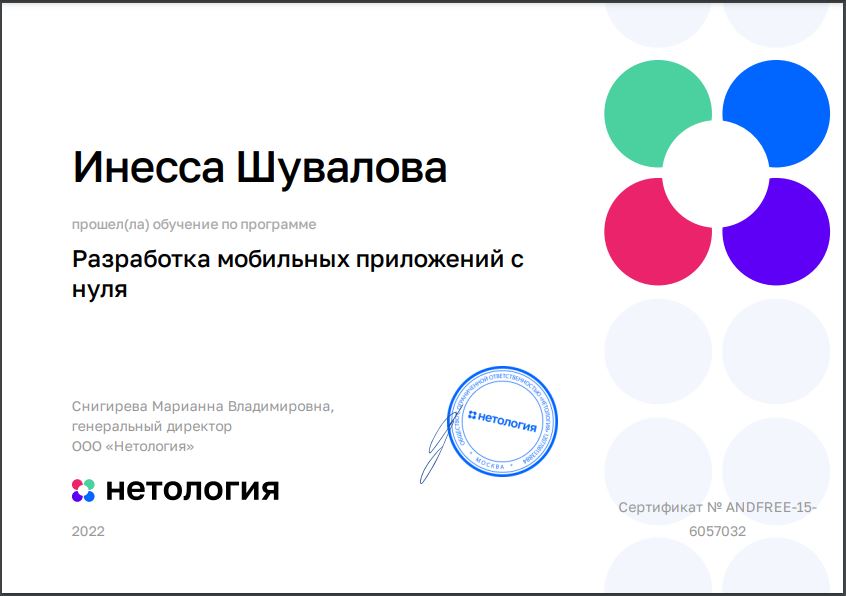 Инесса Шувалова
прошел(ла) обучение по программе
Разработка мобильных приложений с
нуля
Снигирева Марианна Владимировна,
генеральный директор
ООО «Нетология»
нетология
2022
нетология
МОСКВА
Сертификат № ANDFREE-15-
6057032